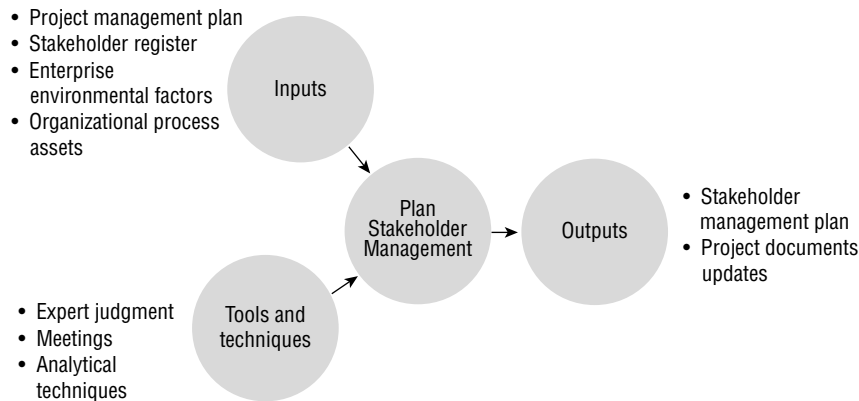 • Project management plan
• Stakeholder register
• Enterprise
environmental factors
• Organizational process
assets
Inputs
Plan
Stakeholder
Management
Outputs
• Stakeholder
management plan
• Project documents
updates
• Expert judgment
• Meetings
• Analytical
techniques
Tools and
techniques